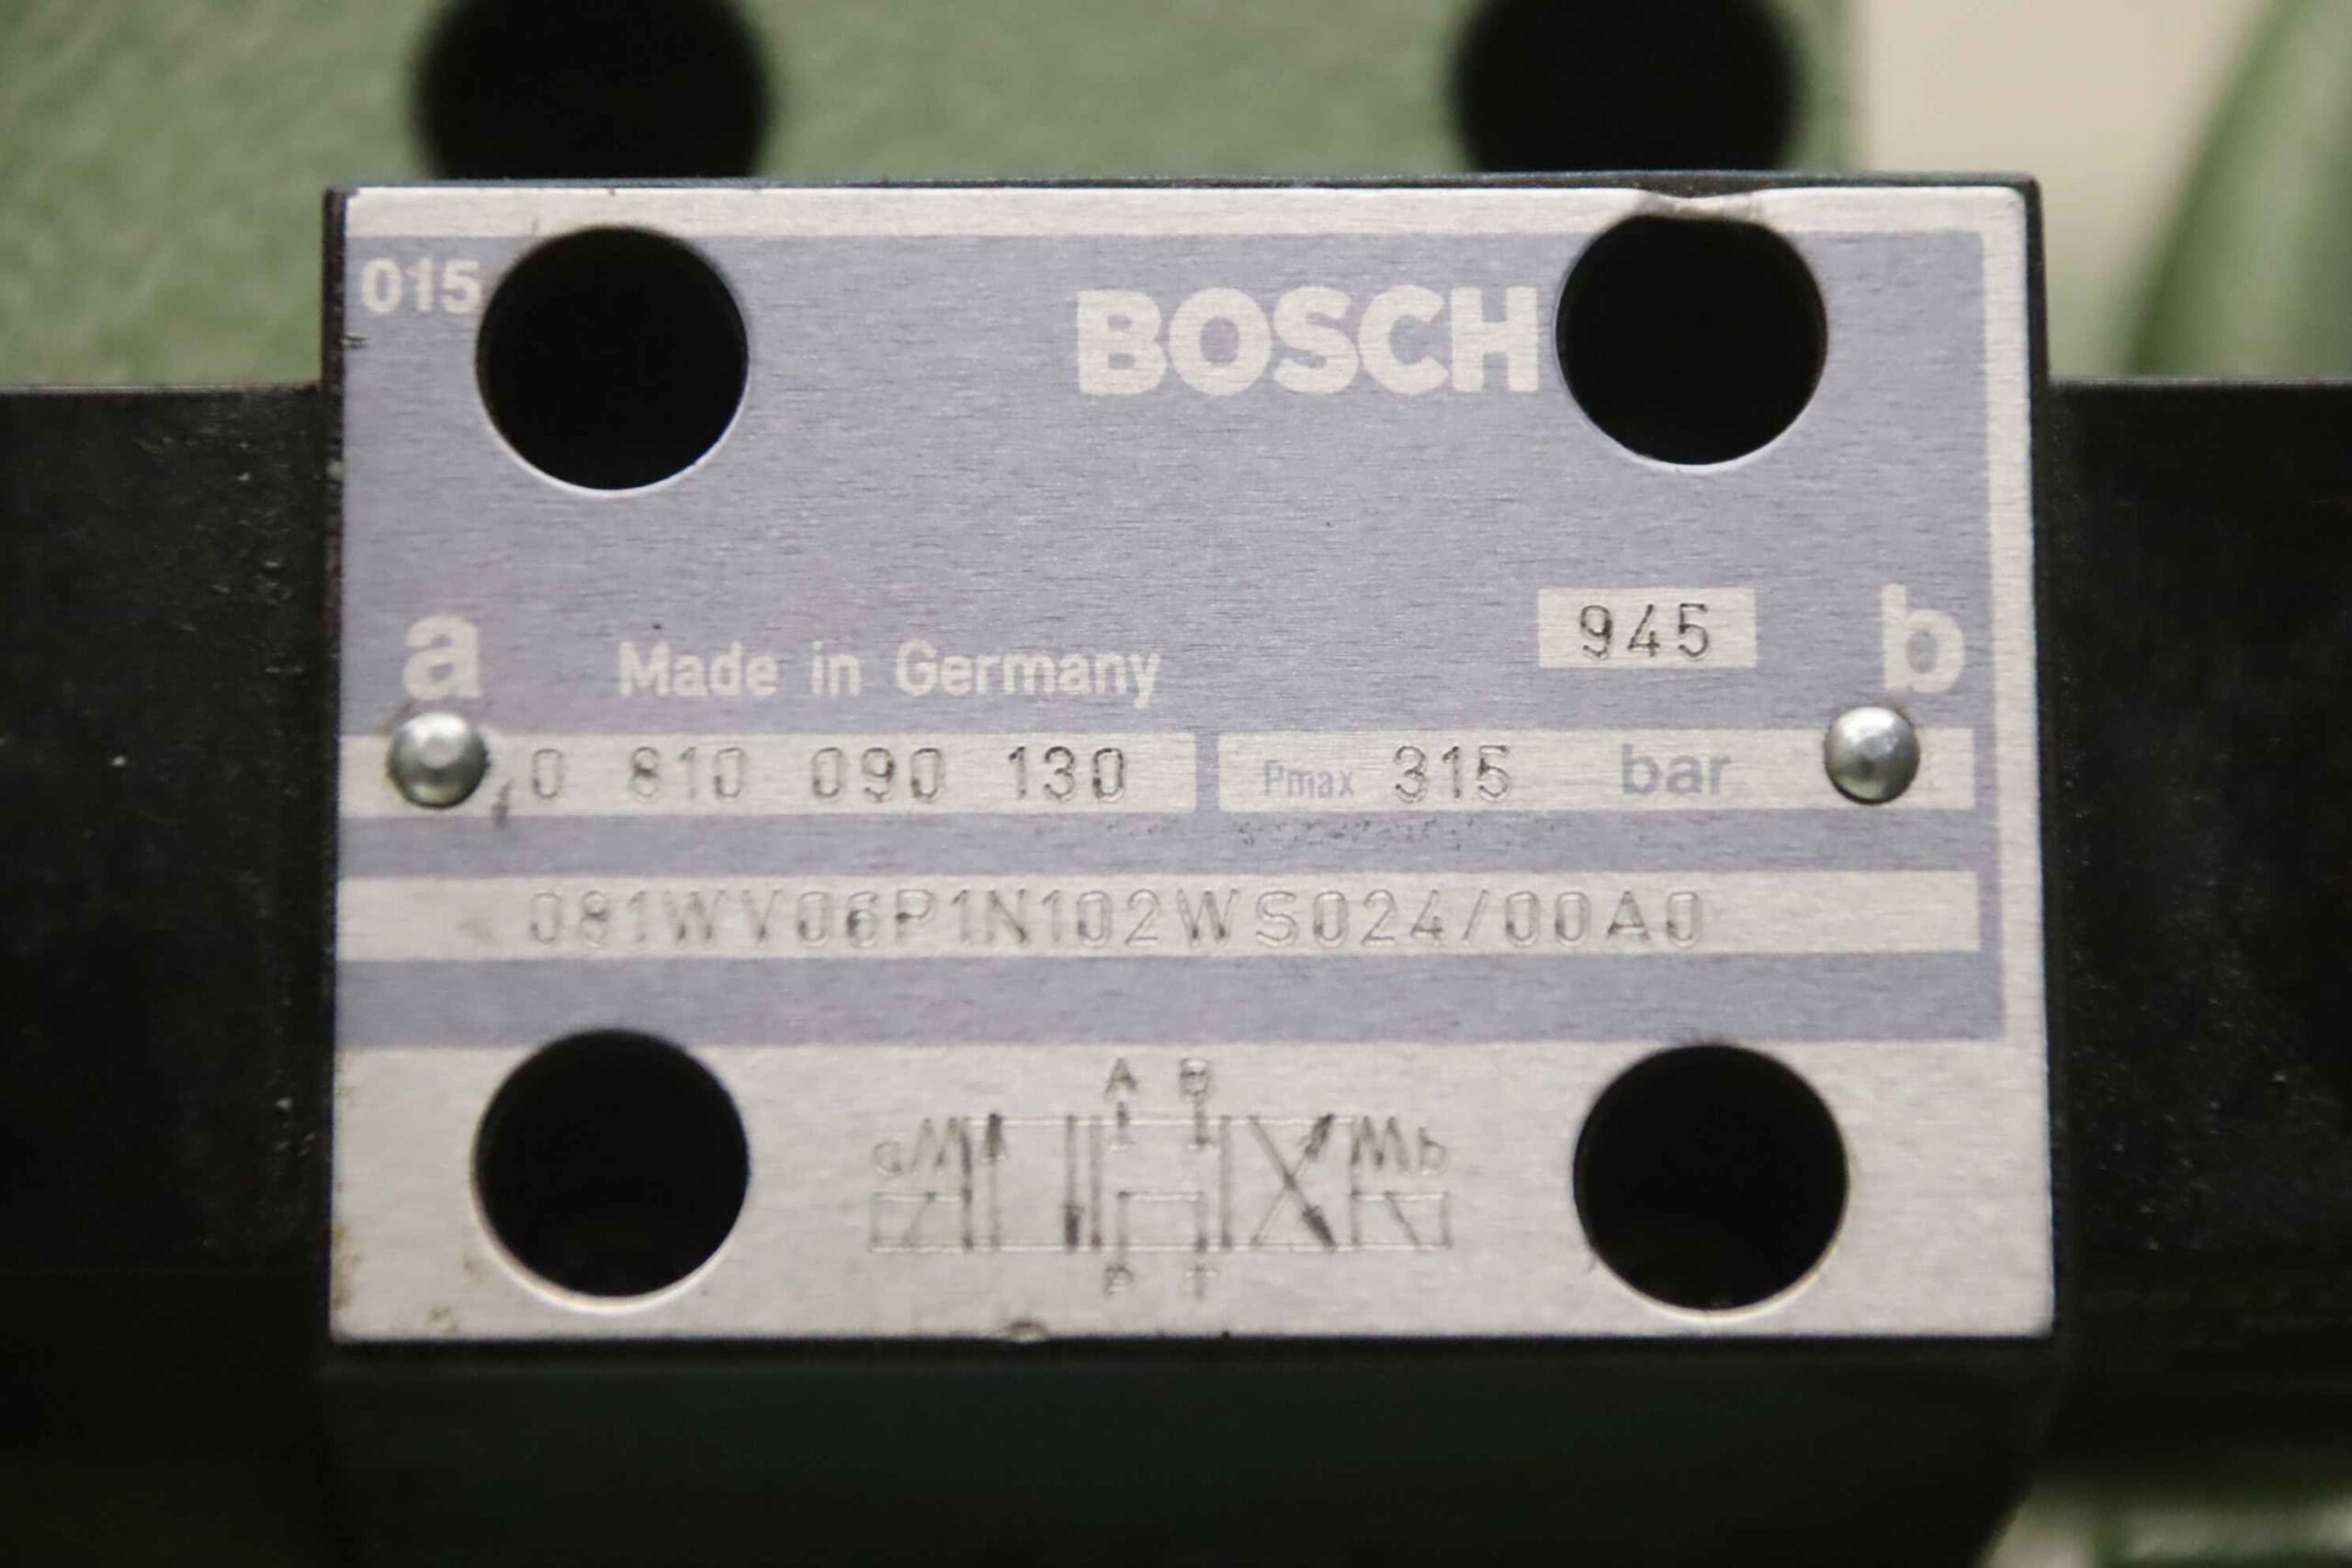 015
BOSCH
945
a b
Made in Germany
0 810 090 130 Pmax 315 bar
081WV06P1N102WS024/00A0
A B
a b
P T